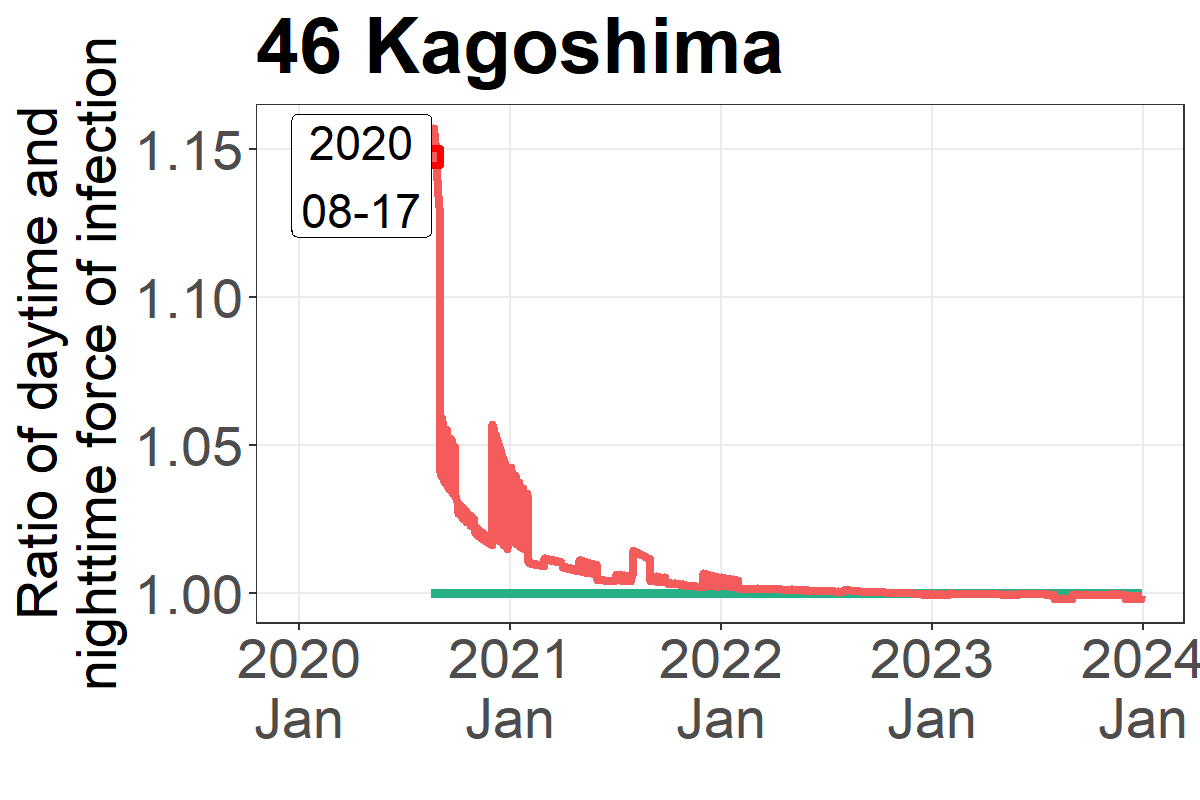 46 Kagoshima
Ratio of daytime and
nighttime force of infection
1.15
1.10
1.05
1.00
2020
08-17
2020
Jan
2021
Jan
2022
Jan
2023
Jan
2024
Jan